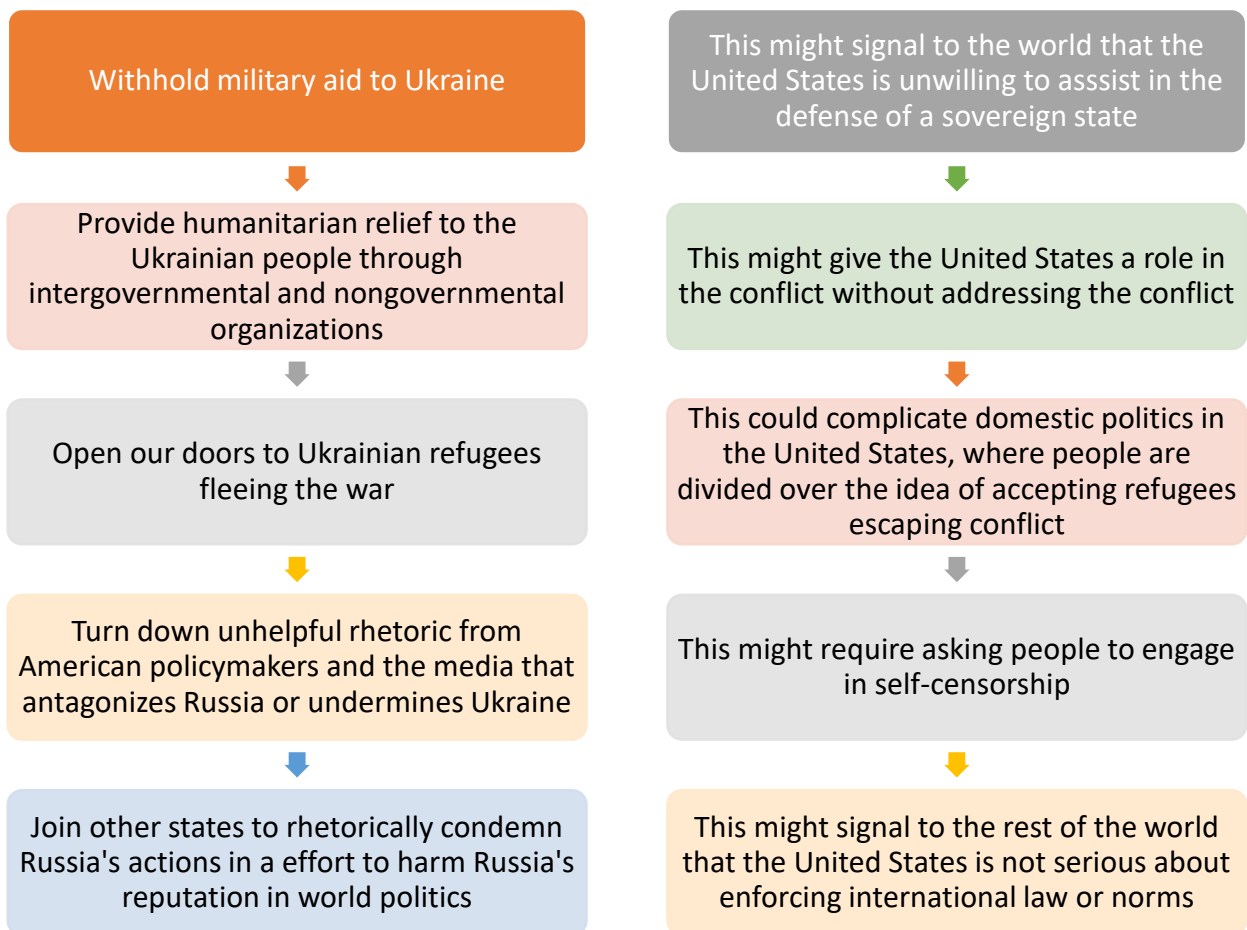 Withhold military aid to Ukraine
Provide humanitarian relief to the
Ukrainian people through
intergovernmental and nongovernmental
organizations
Open our doors to Ukrainian refugees
fleeing the war
Turn down unhelpful rhetoric from
American policymakers and the media that
antagonizes Russia or undermines Ukraine
Join other states to rhetorically condemn
Russia's actions in a effort to harm Russia's
reputation in world politics
This might signal to the world that the
United States is unwilling to asssist in the
defense of a sovereign state
This might give the United States a role in
the conflict without addressing the conflict
This could complicate domestic politics in
the United States, where people are
divided over the idea of accepting refugees
escaping conflict
This might require asking people to engage
in self-censorship
This might signal to the rest of the world
that the United States is not serious about
enforcing international law or norms